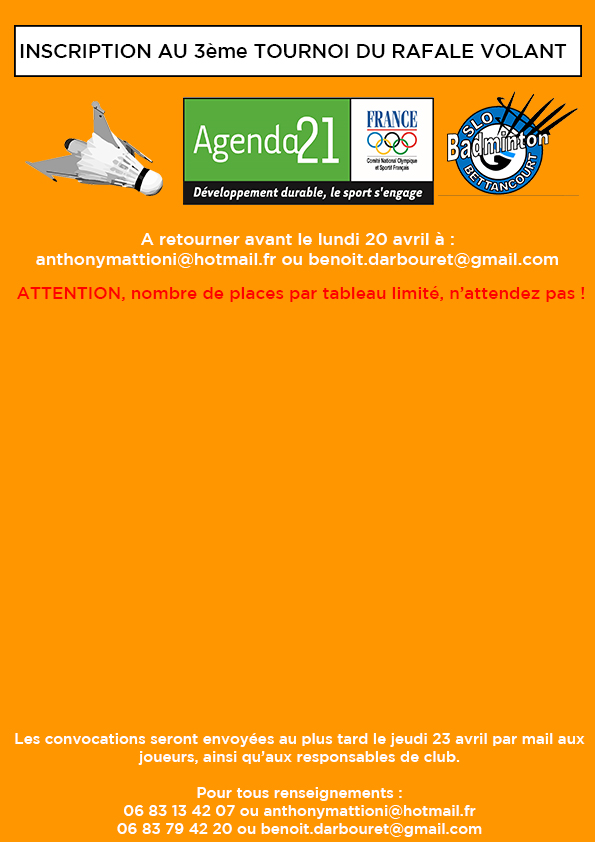 INSCRIPTION AU 3ème TOURNOI DU RAFALE VOLANT
Agenda21
FRANCE
Comité National Olympique
et Sportif Français
Développement durable, le sport s'engage
SLO
Badminton
BETTANCOURT
A retourner avant le lundi 20 avril à :
anthonymattioni@hotmail.fr ou benoit.darbouret@gmail.com
ATTENTION, nombre de places par tableau limité, n'attendez pas !
Les convocations seront envoyées au plus tard le jeudi 23 avril par mail aux
joueurs, ainsi qu'aux responsables de club.
Pour tous renseignements :
06 83 13 42 07 ou anthonymattioni@hotmail.fr
06 83 79 42 20 ou benoit.darbouret@gmail.com